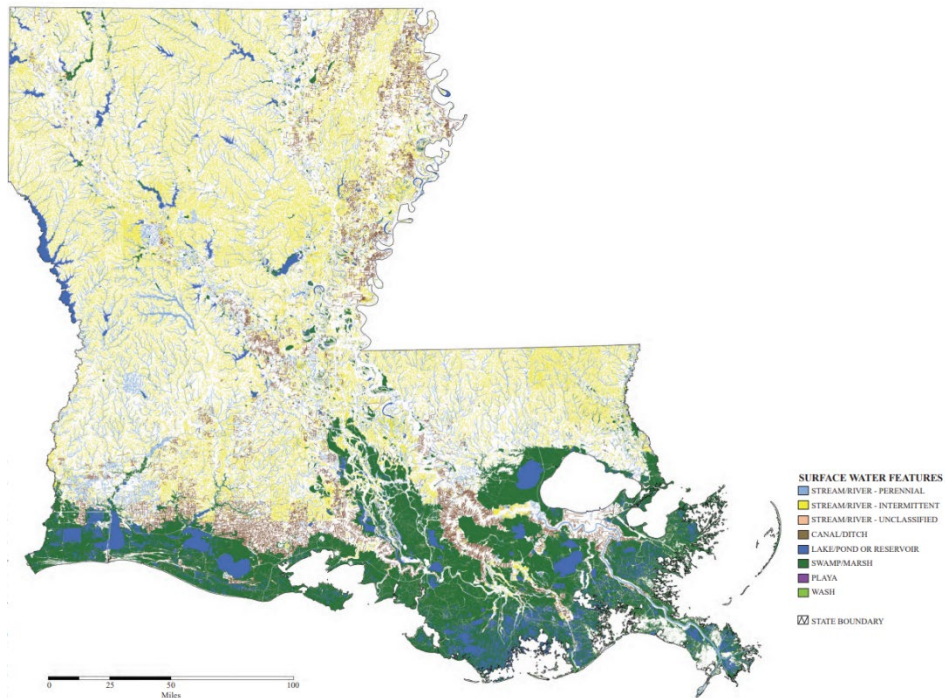 SURFACE WATER FEATURES
STREAM/RIVER - PERENNIAL
STREAM/RIVER - INTERMITTENT
STREAM/RIVER - UNCLASSIFIED
CANAL/DITCH
LAKE/POND OR RESERVOIR
SWAMP/MARSH
PLAYA
WASH
STATE BOUNDARY
0 25 50 100
Miles